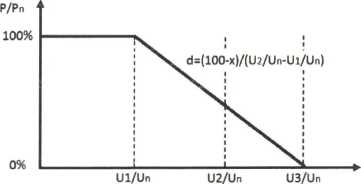 P/Pn
100%
d=(100-x)/(U2/Un-U1/Un)
0%
U1/Un U2/Un U3/Un